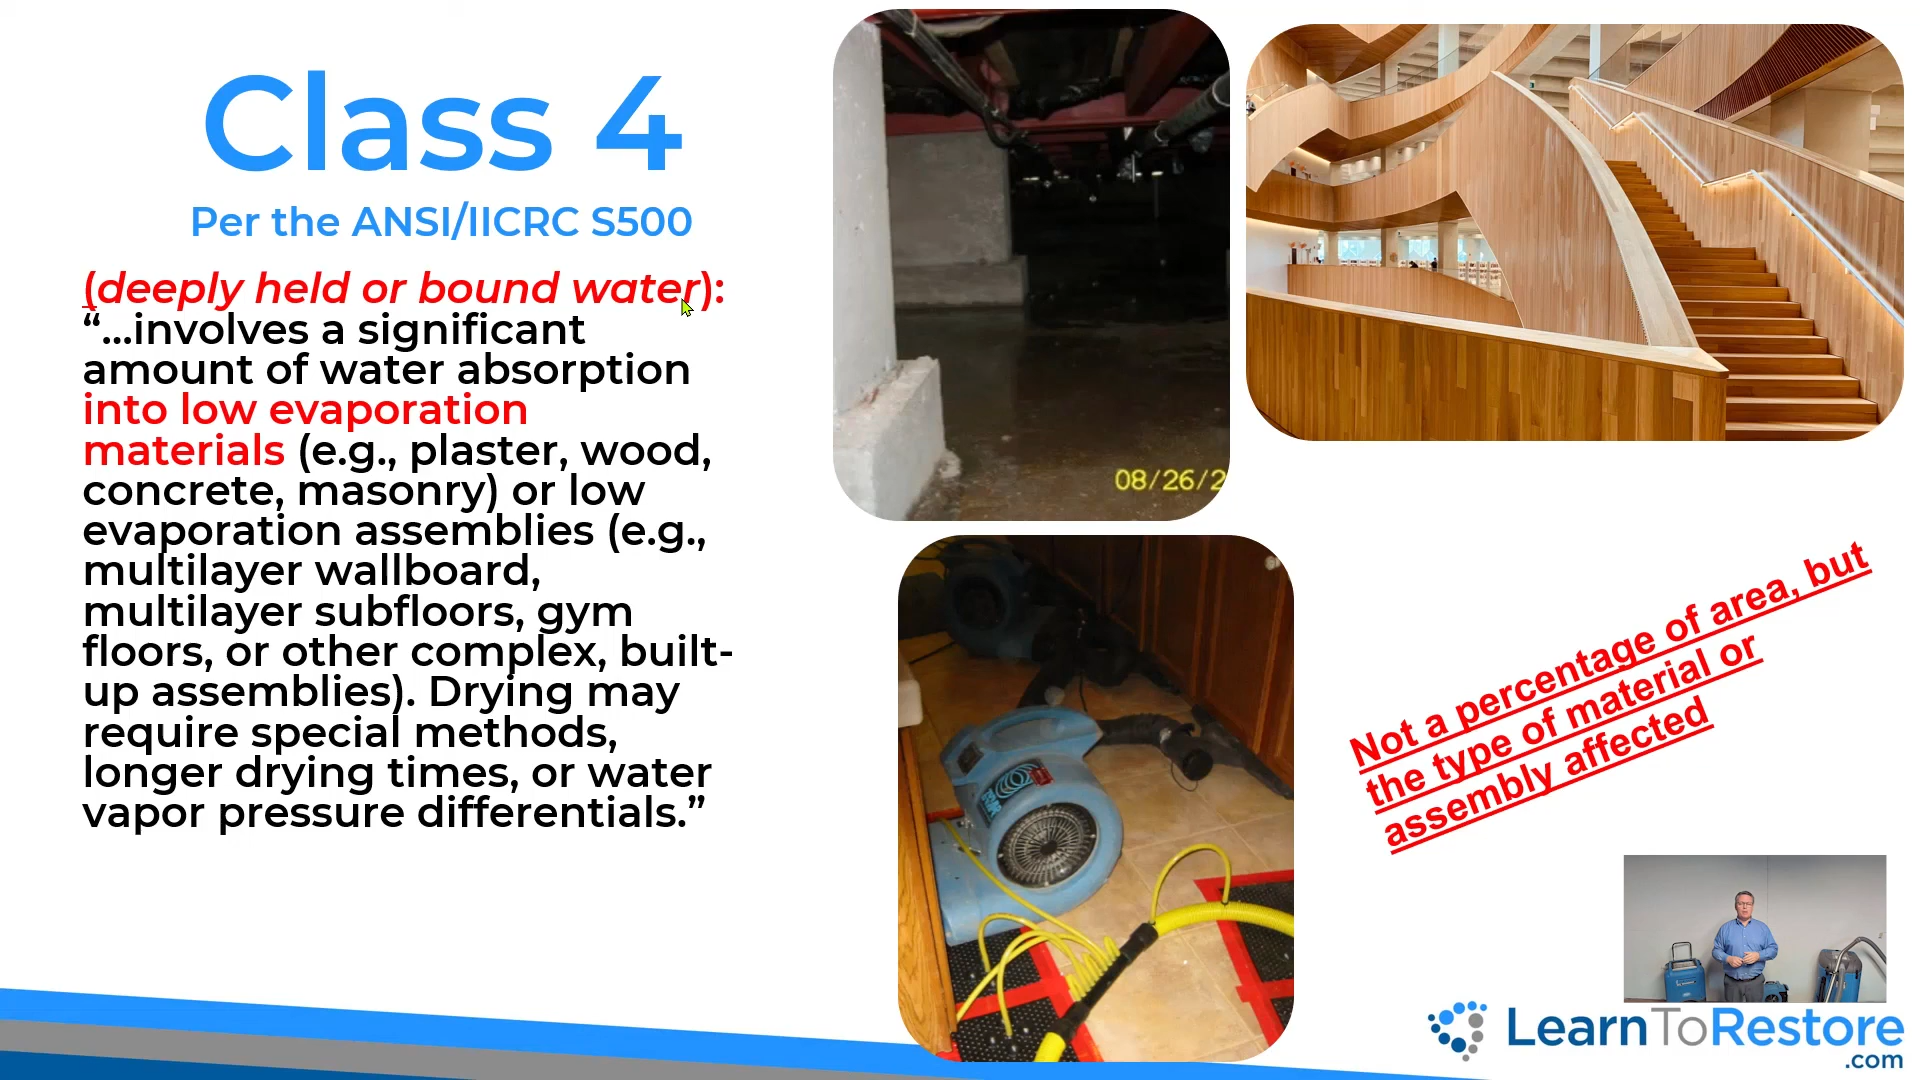 Class 4
Per the ANSI/IICRC S500
(deeply held or bound water):
“...involves a significant
amount of water absorption
into low evaporation
materials (e.g., plaster, wood,
concrete, masonry) or low
evaporation assemblies (e.g.,
multilayer wallboard,
multilayer subfloors, gym
floors, or other complex, built-
up assemblies). Drying may
require special methods,
longer drying times, or water
vapor pressure differentials.”
08/26/2
Not a percentage of area, but
the type of material or
assembly affected
LearnToRestore
.com